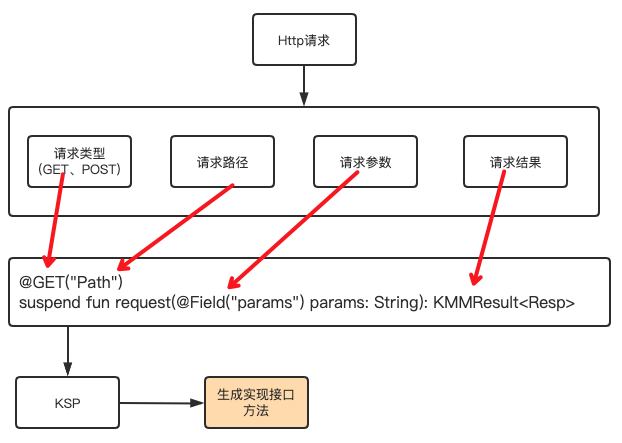 Http请求
请求类型
(GET、POST)
请求路径
请求参数
请求结果
@GET("Path")
suspend fun request(@Field("params") params: String): KMMResult<Resp>
KSP
生成实现接口
方法